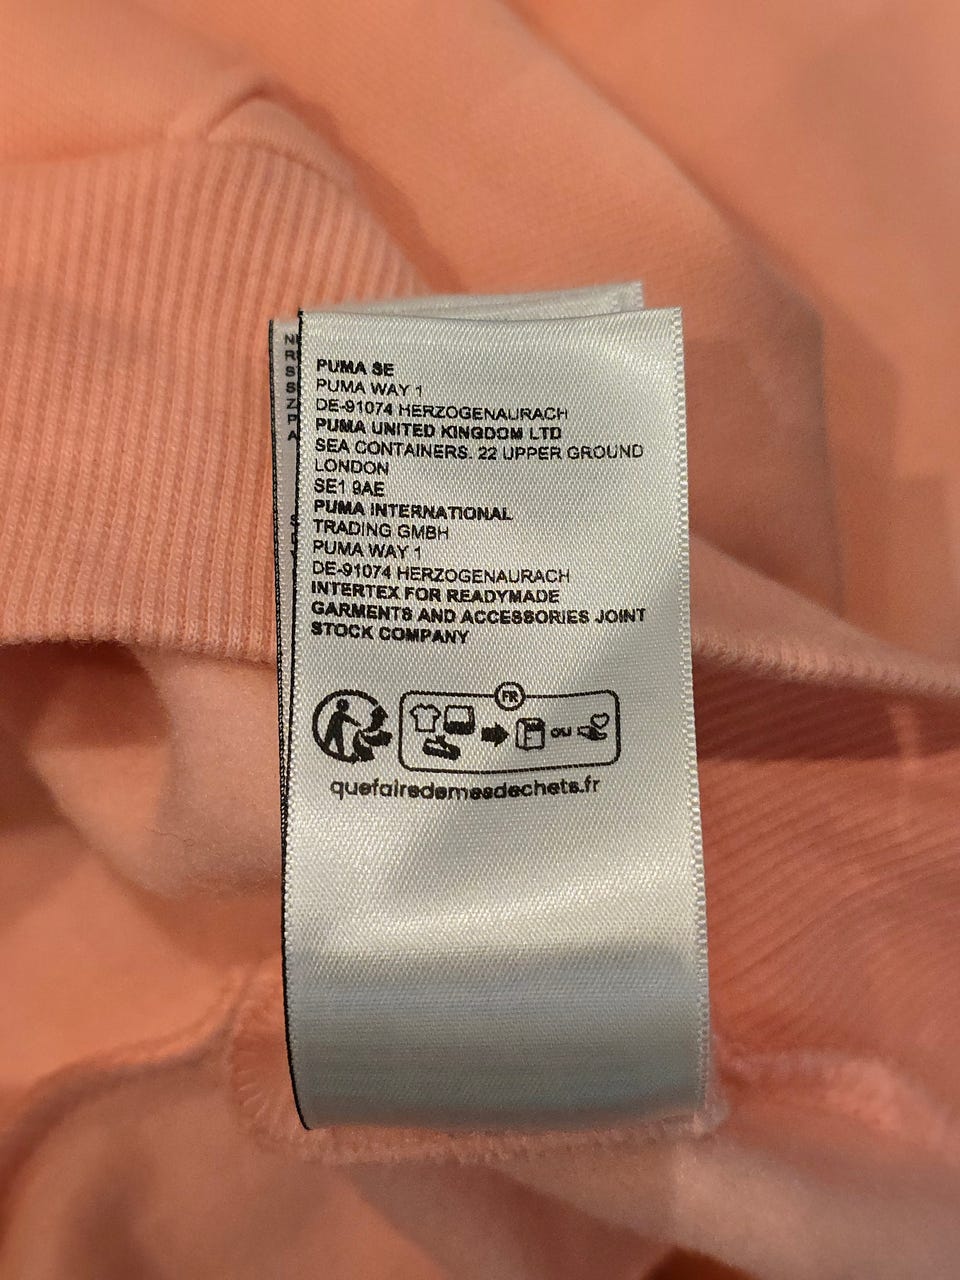 PUMA SE
PUMA WAY 1
DE-91074 HERZOGENAURACH
PUMA UNITED KINGDOM LTD
SEA CONTAINERS. 22 UPPER GROUND
LONDON
SE1 9AE
PUMA INTERNATIONAL
TRADING GMBH
PUMA WAY 1
DE-91074 HERZOGENAURACH
INTERTEX FOR READYMADE
GARMENTS AND ACCESSORIES JOINT
STOCK COMPANY
FR
OU
quefairedemesdechets.fr